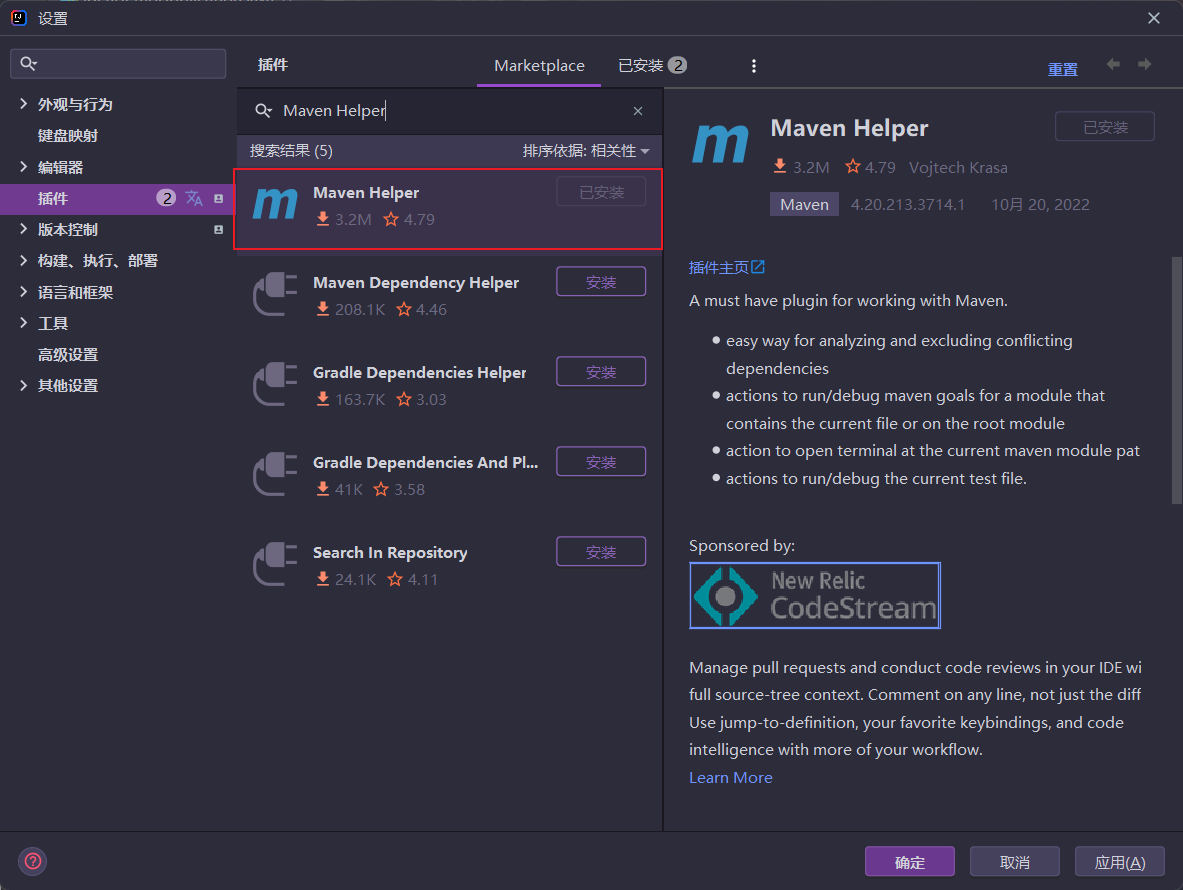 设置
插件
Marketplace
已安装 2
重置
外观与行为
键盘映射
编辑器
插件 2
版本控制
构建、执行、部署
语言和框架
工具
高级设置
其他设置
Maven Helper
搜索结果 (5)
排序依据: 相关性
Maven Helper
已安装
3.2M 4.79
Maven Dependency Helper
安装
208.1K 4.46
Gradle Dependencies Helper
安装
163.7K 3.03
Gradle Dependencies And Pl...
安装
41K 3.58
Search In Repository
安装
24.1K 4.11
m
Maven Helper
已安装
3.2M 4.79 Vojtech Krasa
Maven 4.20.213.3714.1 10月 20, 2022
插件主页
A must have plugin for working with Maven.
easy way for analyzing and excluding conflicting
dependencies
actions to run/debug maven goals for a module that
contains the current file or on the root module
action to open terminal at the current maven module pat
actions to run/debug the current test file.
Sponsored by:
New Relic
CodeStream
Manage pull requests and conduct code reviews in your IDE wi
full source-tree context. Comment on any line, not just the diff
Use jump-to-definition, your favorite keybindings, and code
intelligence with more of your workflow.
Learn More
确定
取消
应用(A)